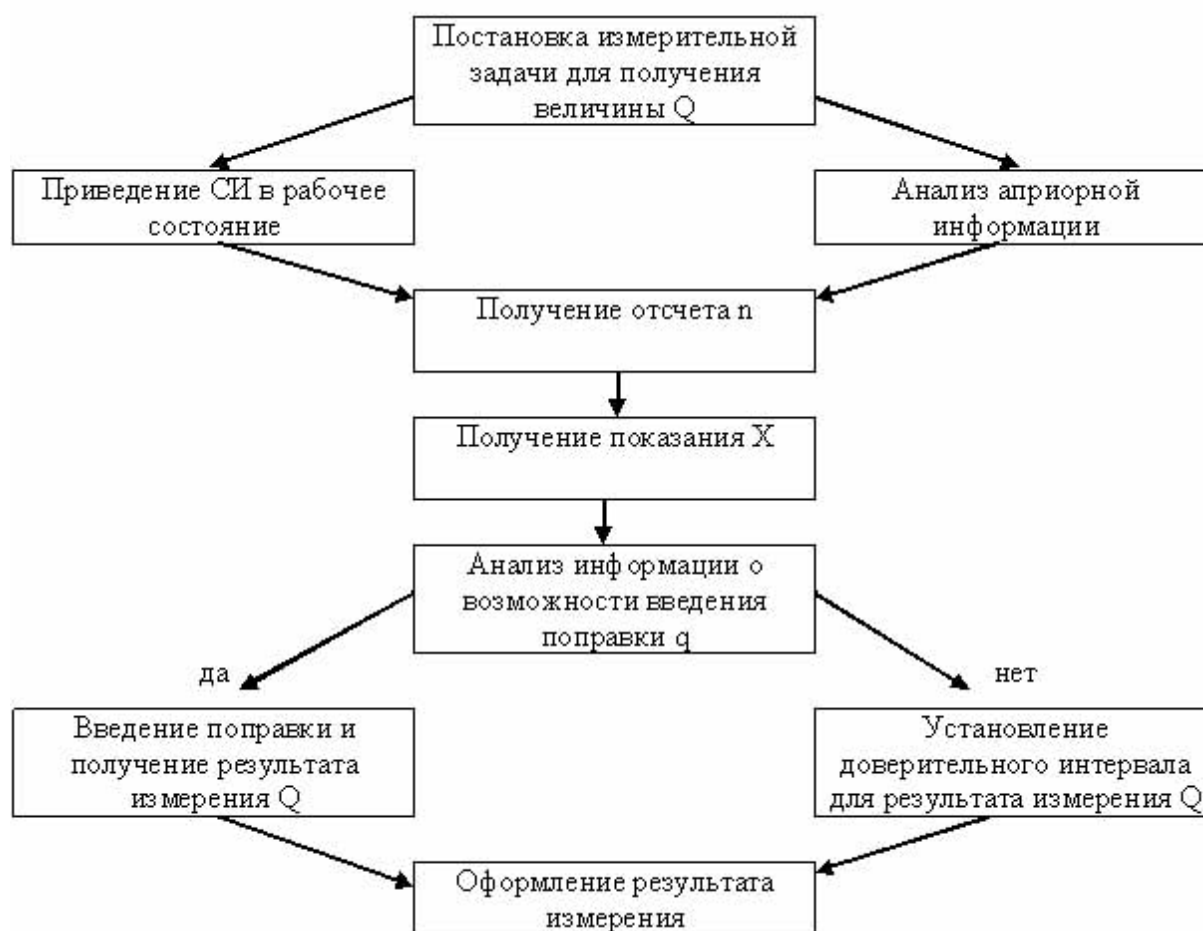 Постановка измерительной
задачи для получения
величины Q
Приведение СИ в рабочее
состояние
Анализ априорной
информации
Получение отсчета n
Получение показания X
Анализ информации о
возможности введения
поправки q
да
нет
Введение поправки и
получение результата
измерения Q
Установление
доверительного интервала
для результата измерения Q
Оформление результата
измерения